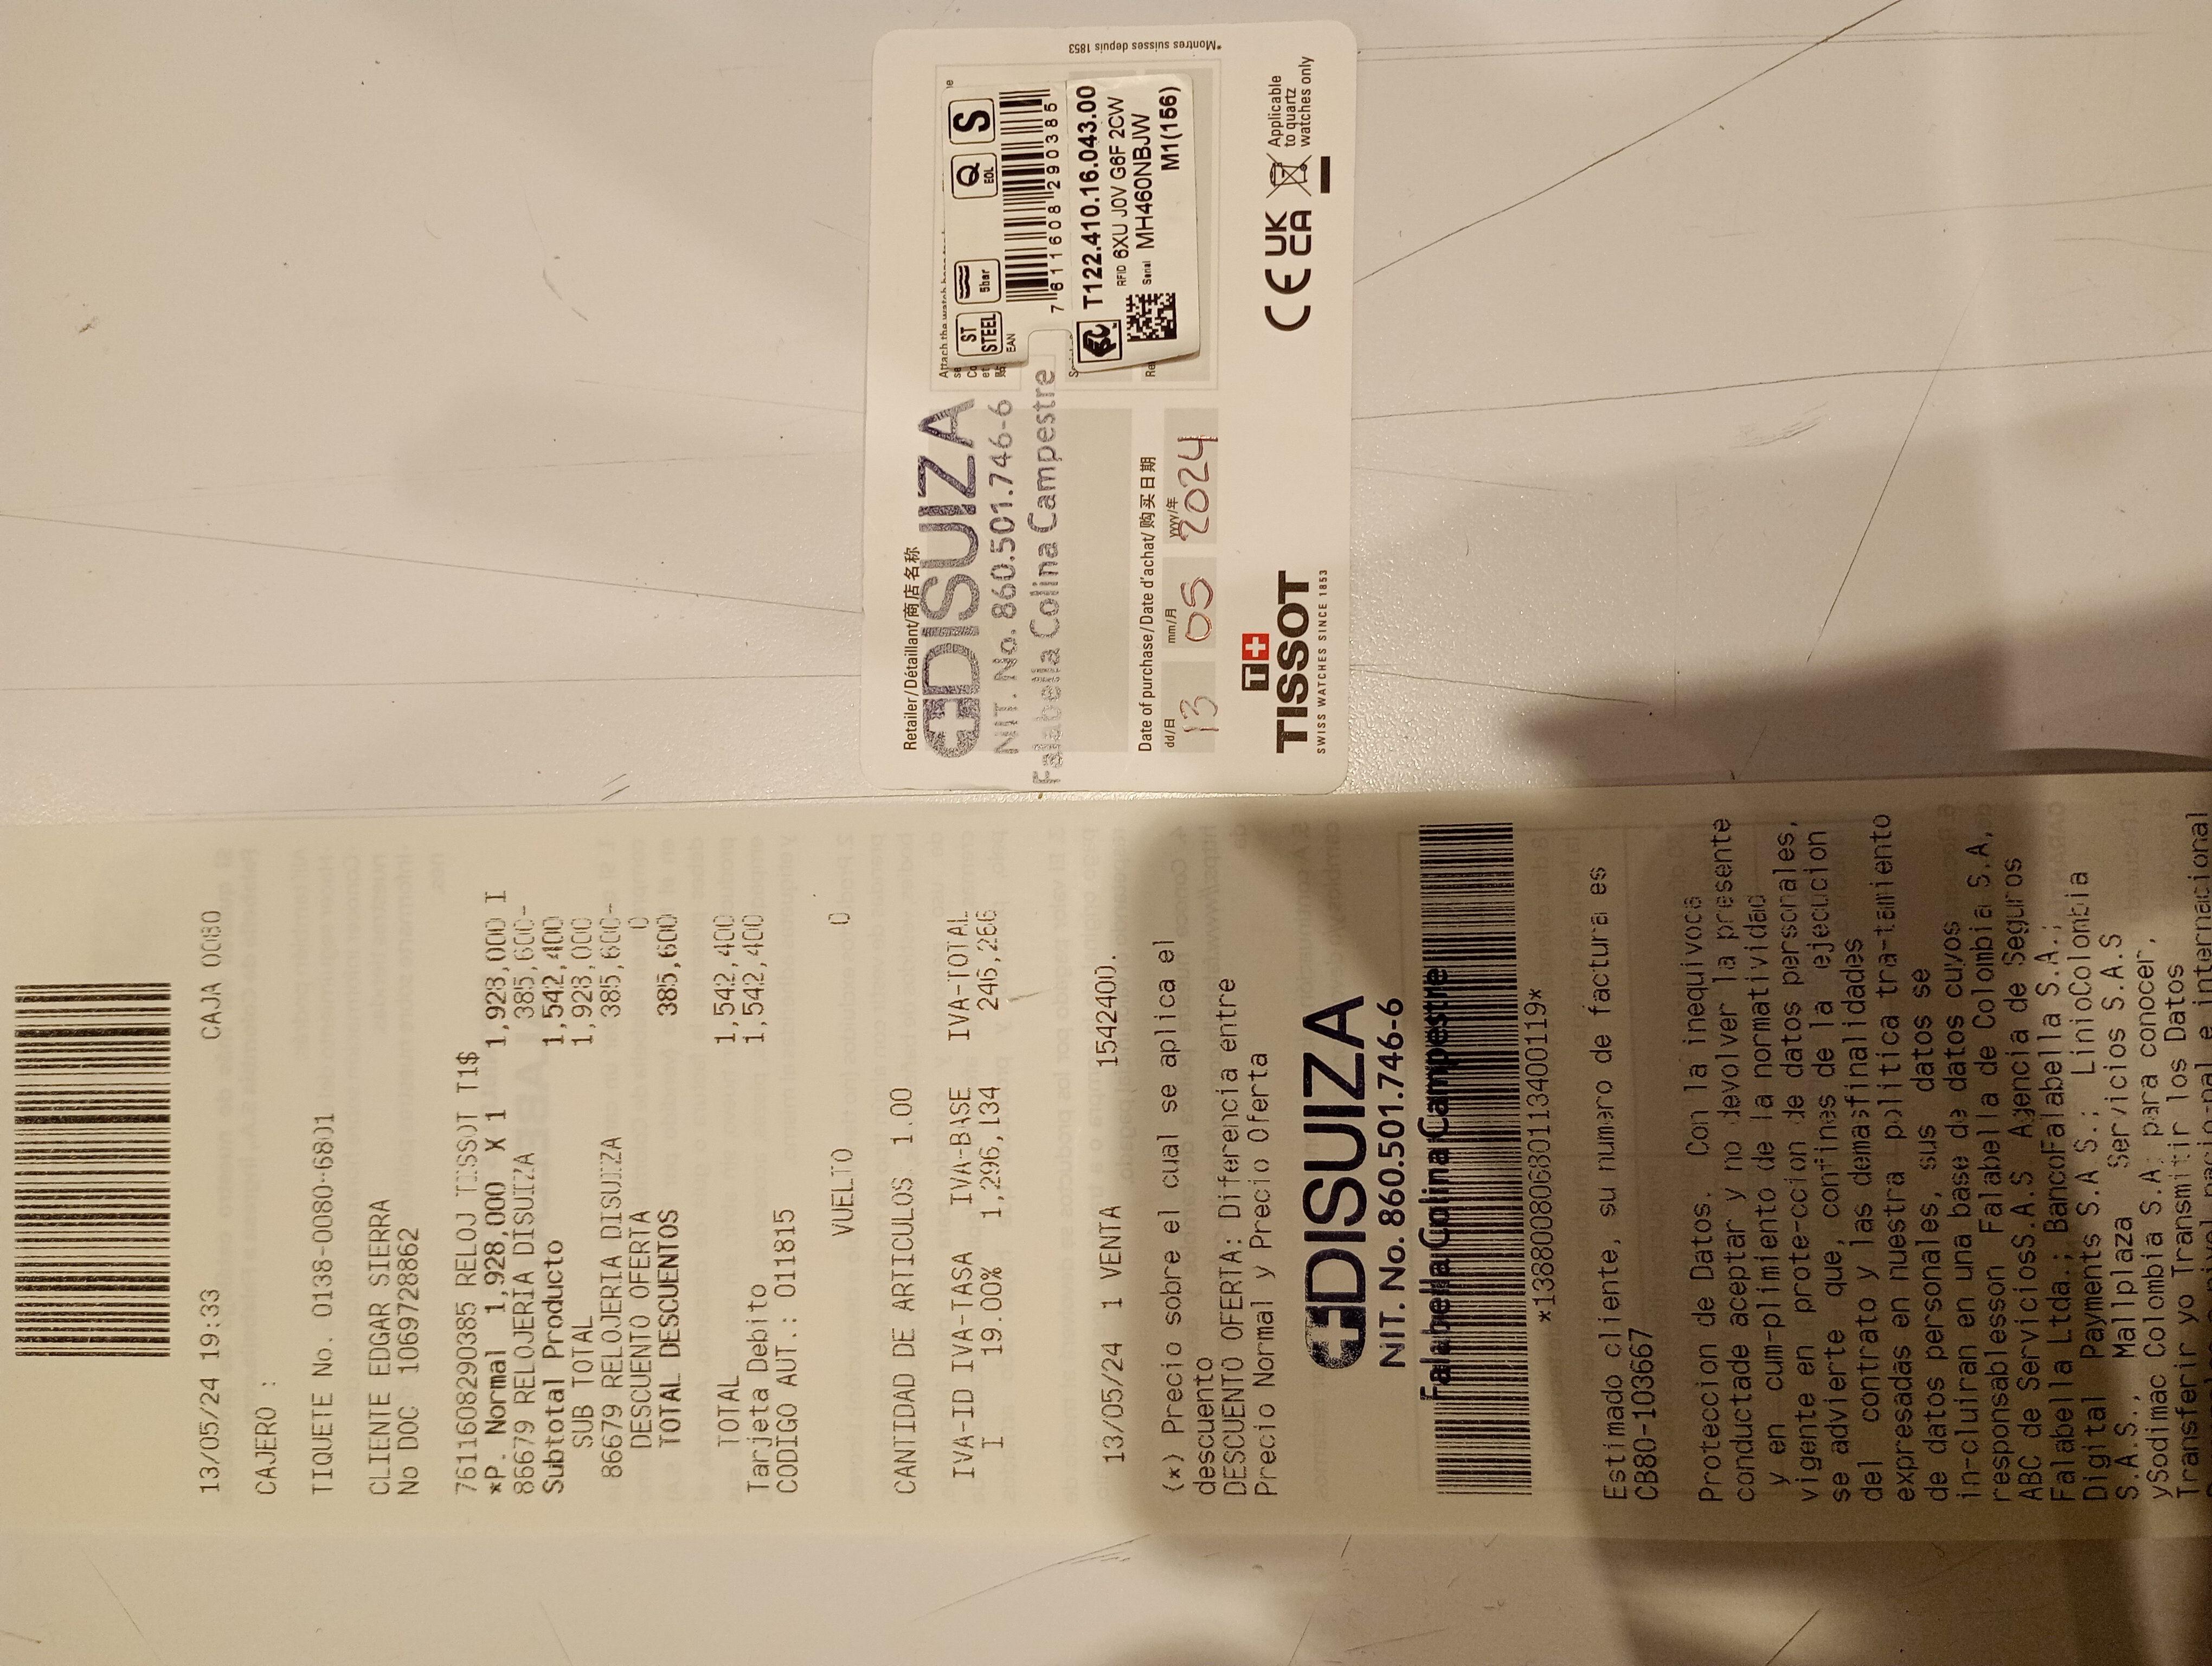 13/05/24 19:33 CAJA 0080
CAJERO :
TIQUETE No. 0138-0080-6801
CLIENTE EDGAR SIERRA
No DOC 1069728862
7611608290385 RELOJ TISSOT T1$
*P. Normal 1,928,000 X 1 1,928,000 I
86679 RELOJERIA DISUIZA 385,600-
Subtotal Producto 1,542,400
SUB TOTAL 1,928,000
86679 RELOJERIA DISUIZA 385,600-
DESCUENTO OFERTA 0
TOTAL DESCUENTOS 385,600
TOTAL 1,542,400
Tarjeta Debito 1,542,400
CODIGO AUT.: 011815
VUELTO 0
CANTIDAD DE ARTICULOS 1.00
IVA-ID IVA-TASA IVA-BASE IVA-TOTAL
I 19.00% 1,296,134 246,266
13/05/24 1 VENTA 1542400.
(*) Precio sobre el cual se aplica el
descuento
DESCUENTO OFERTA: Diferencia entre
Precio Normal y Precio Oferta
DISUIZA
NIT. No. 860.501.746-6
Falabella Colina Campestre
*13880080680113400119*
Estimado cliente, su numero de factura es
CB80-103667
Proteccion de Datos. Con la inequivoca
conductade aceptar y no devolver la presente
y en cum-plimiento de la normatividad
vigente en prote-ccion de datos personales,
se advierte que, confines de la ejecucion
del contrato y las demasfinalidades
expresadas en nuestra politica tra-tamiento
de datos personales, sus datos se
in-cluiran en una base de datos cuyos
responsablesson Falabella de Colombia S.A,
ABC de ServiciosS.A.S Agencia de Seguros
Falabella Ltda.; BancoFalabella S.A.;
Digital Payments S.A S.; LinioColombia
S.A.S., Mallplaza Servicios S.A.S
ySodimac Colombia S.A; para conocer,
Transferir yo Transmitir los Datos
Retailer/Détaillant/商店名称
DISUIZA
NIT. No. 860.501.746-6
Falabella Colina Campestre
Date of purchase/Date d'achat/购买日期
dd/日 mm/月 yyyy/年
13 05 2024
TISSOT
SWISS WATCHES SINCE 1853
Attach the watch
ST STEEL
5bar
Q EOL
S
EAN
7 611608 290385
T122.410.16.043.00
RFID 6XU J0V G6F 2CW
Serial MH460NBJW
M1(156)
CE UK CA
Applicable
to quartz
watches only
*Montres suisses depuis 1853